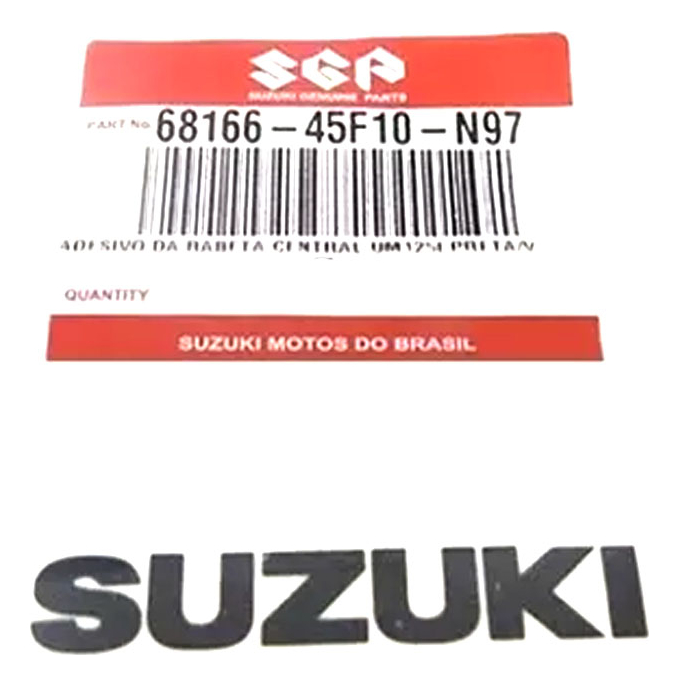 SGP
SUZUKI GENUINE PARTS
PART No. 68166-45F10-N97
ADESIVO DA RABETA CENTRAL PRETA/V
QUANTITY
SUZUKI MOTOS DO BRASIL
SUZUKI